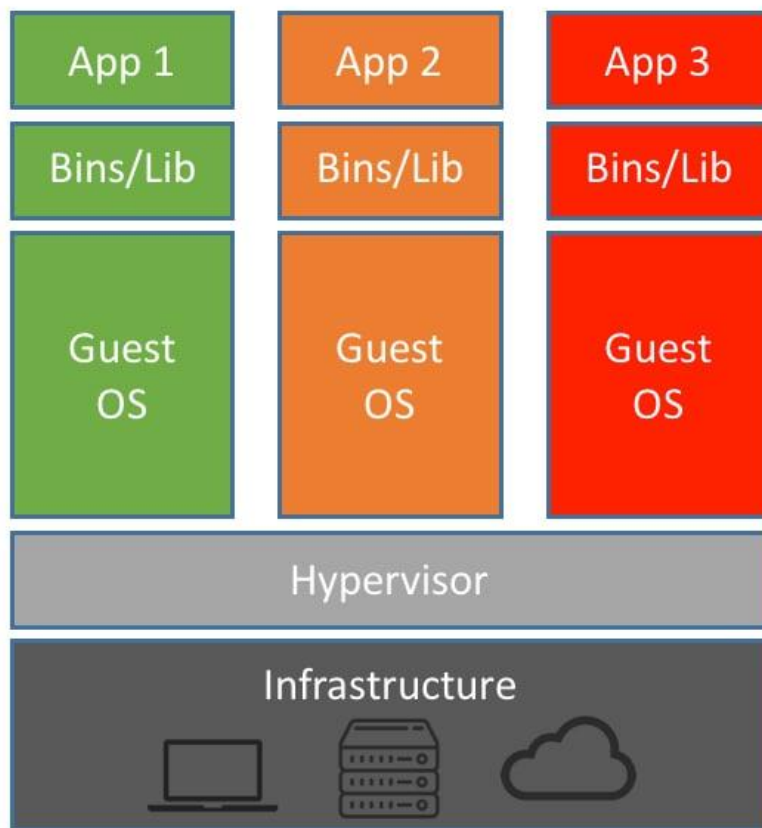 App 1
App 2
App 3
Bins/Lib
Bins/Lib
Bins/Lib
Guest
OS
Guest
OS
Guest
OS
Hypervisor
Infrastructure